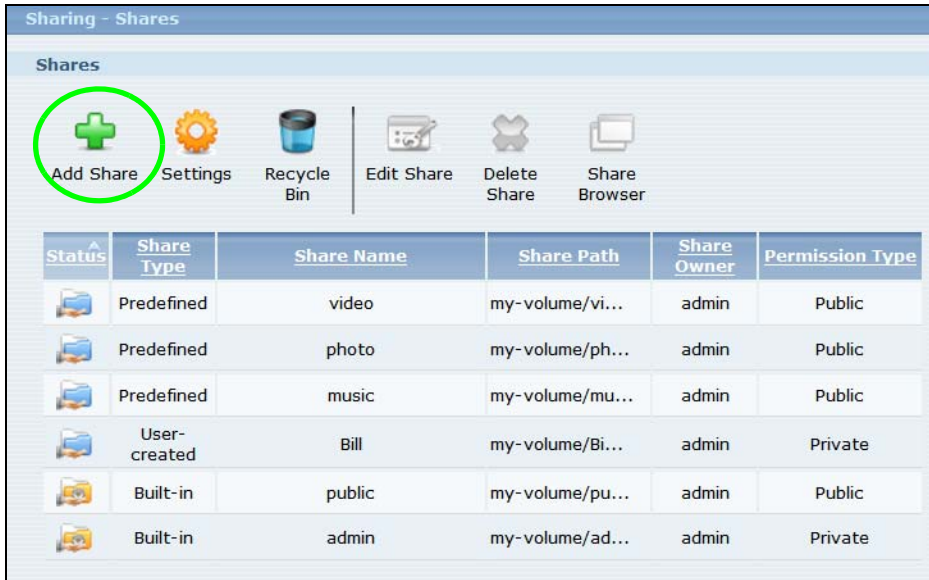 Sharing - Shares
Shares
Add Share
Settings
Recycle
Bin
Edit Share
Delete
Share
Share
Browser
Status Share Type Share Name Share Path Share Owner Permission Type
Predefined video my-volume/vi... admin Public
Predefined photo my-volume/ph... admin Public
Predefined music my-volume/mu... admin Public
User-created Bill my-volume/Bi... admin Private
Built-in public my-volume/pu... admin Public
Built-in admin my-volume/ad... admin Private